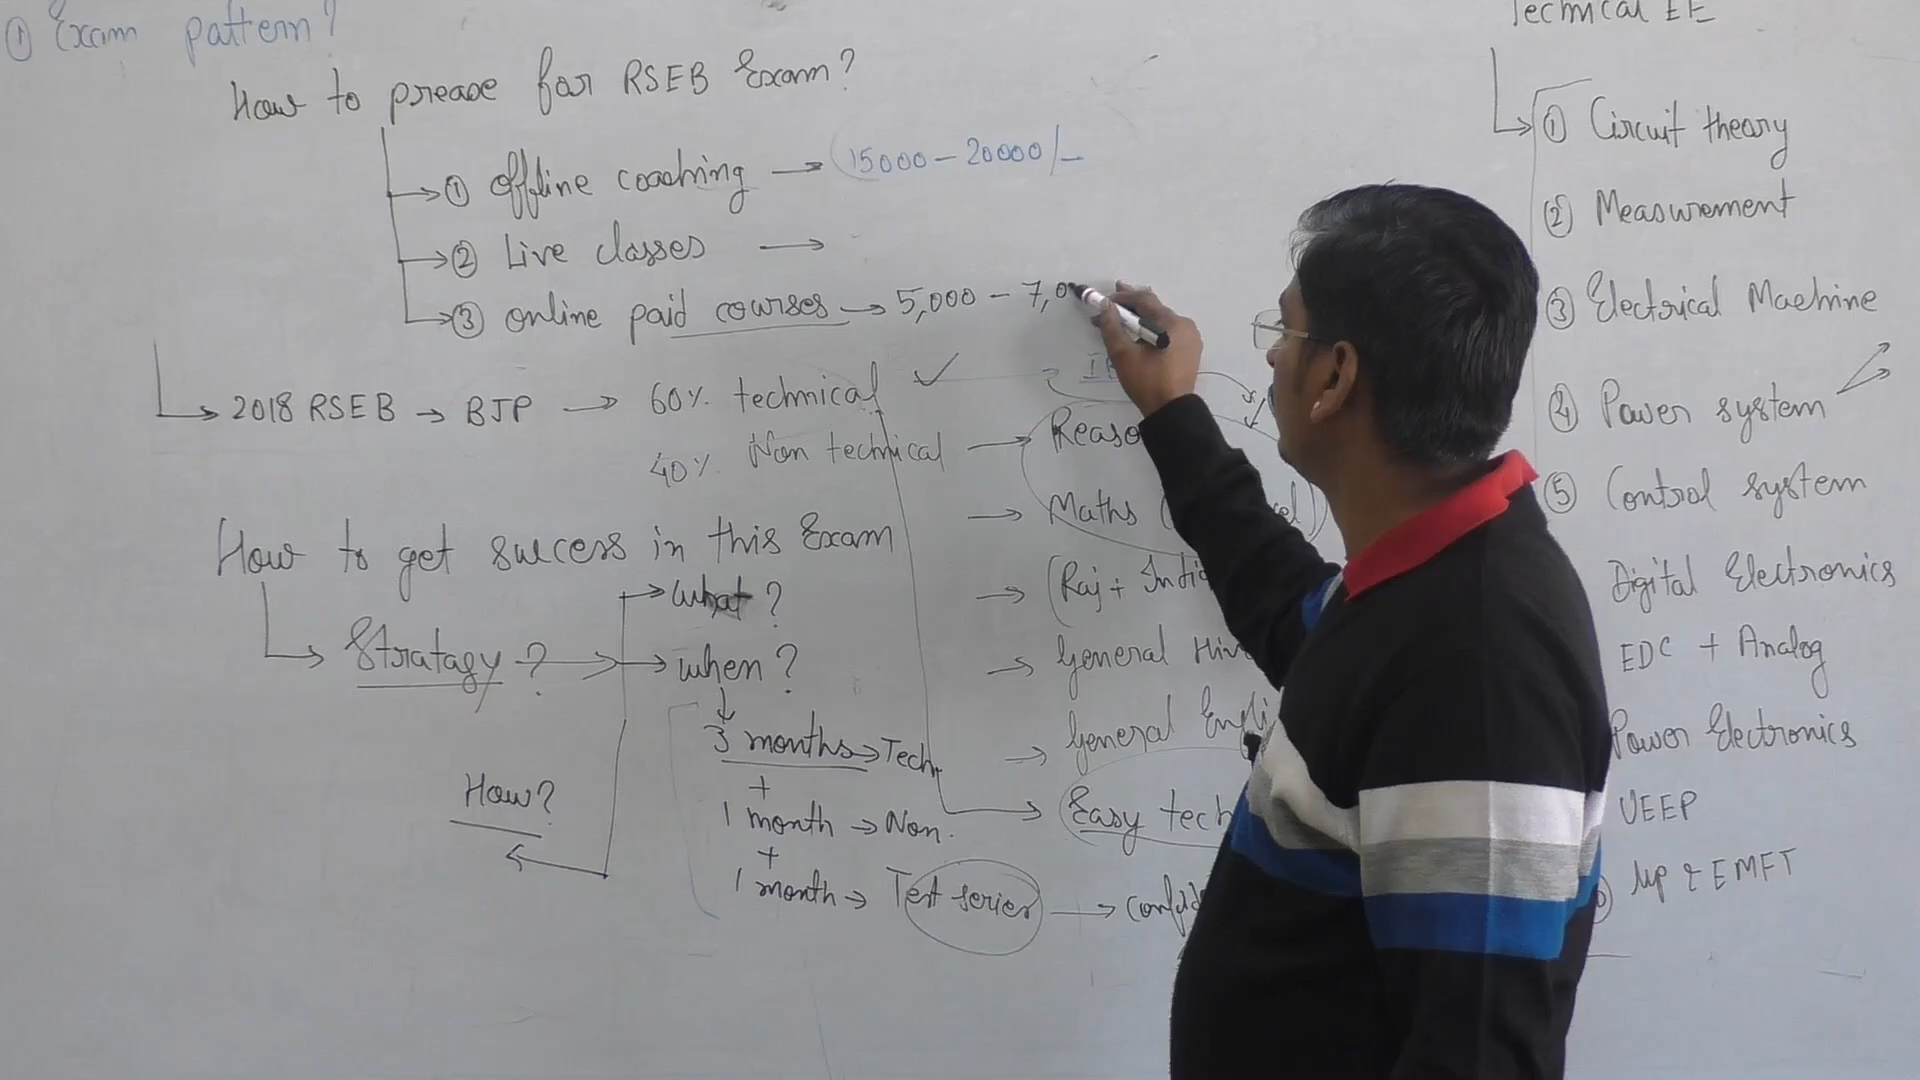 ① Exam pattern?
How to prease for RSEB Exam?
① offline coaching → 15000 - 20000/-
② Live classes →
③ online paid courses → 5,000 - 7,0
→ 2018 RSEB → BJP → 60% technical ✓
40% Non technical → Reaso
→ Maths (
How to get success in this Exam
→ Stratagy ?
→ What ?
→ when ?
3 months → Tech
+
1 month → Non.
+
1 month → Test series →
How?
→ (Raj + Indi
→ General Hin
→ General Engli
→ Easy tech
Technical EE
→ ① Circuit theory
② Measurement
③ Electrical Machine
④ Power system
⑤ Control system
Digital Electronics
EDC + Analog
Power Electronics
UEEP
EMFT